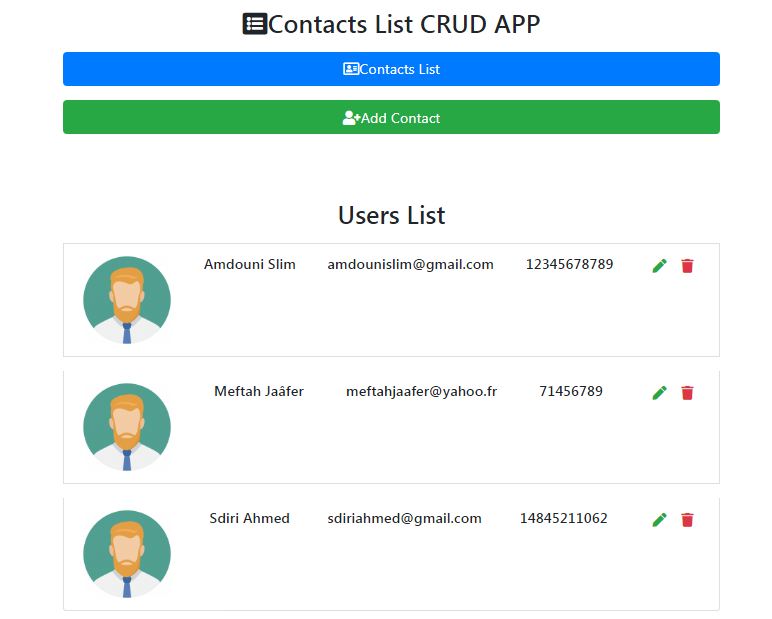 Contacts List CRUD APP
Contacts List
Add Contact
Users List
Amdouni Slim amdounislim@gmail.com 12345678789
Meftah Jaâfer meftahjaafer@yahoo.fr 71456789
Sdiri Ahmed sdiriahmed@gmail.com 14845211062